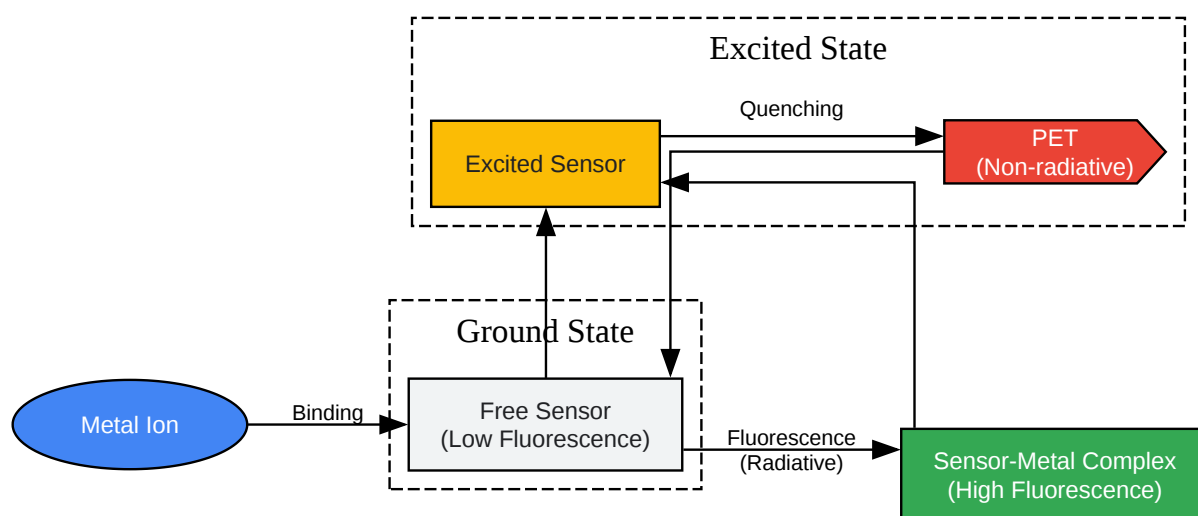 Excited State
Quenching
Excited Sensor
PET
(Non-radiative)
Ground State
Metal Ion
Binding
Free Sensor
(Low Fluorescence)
Fluorescence
(Radiative)
Sensor-Metal Complex
(High Fluorescence)